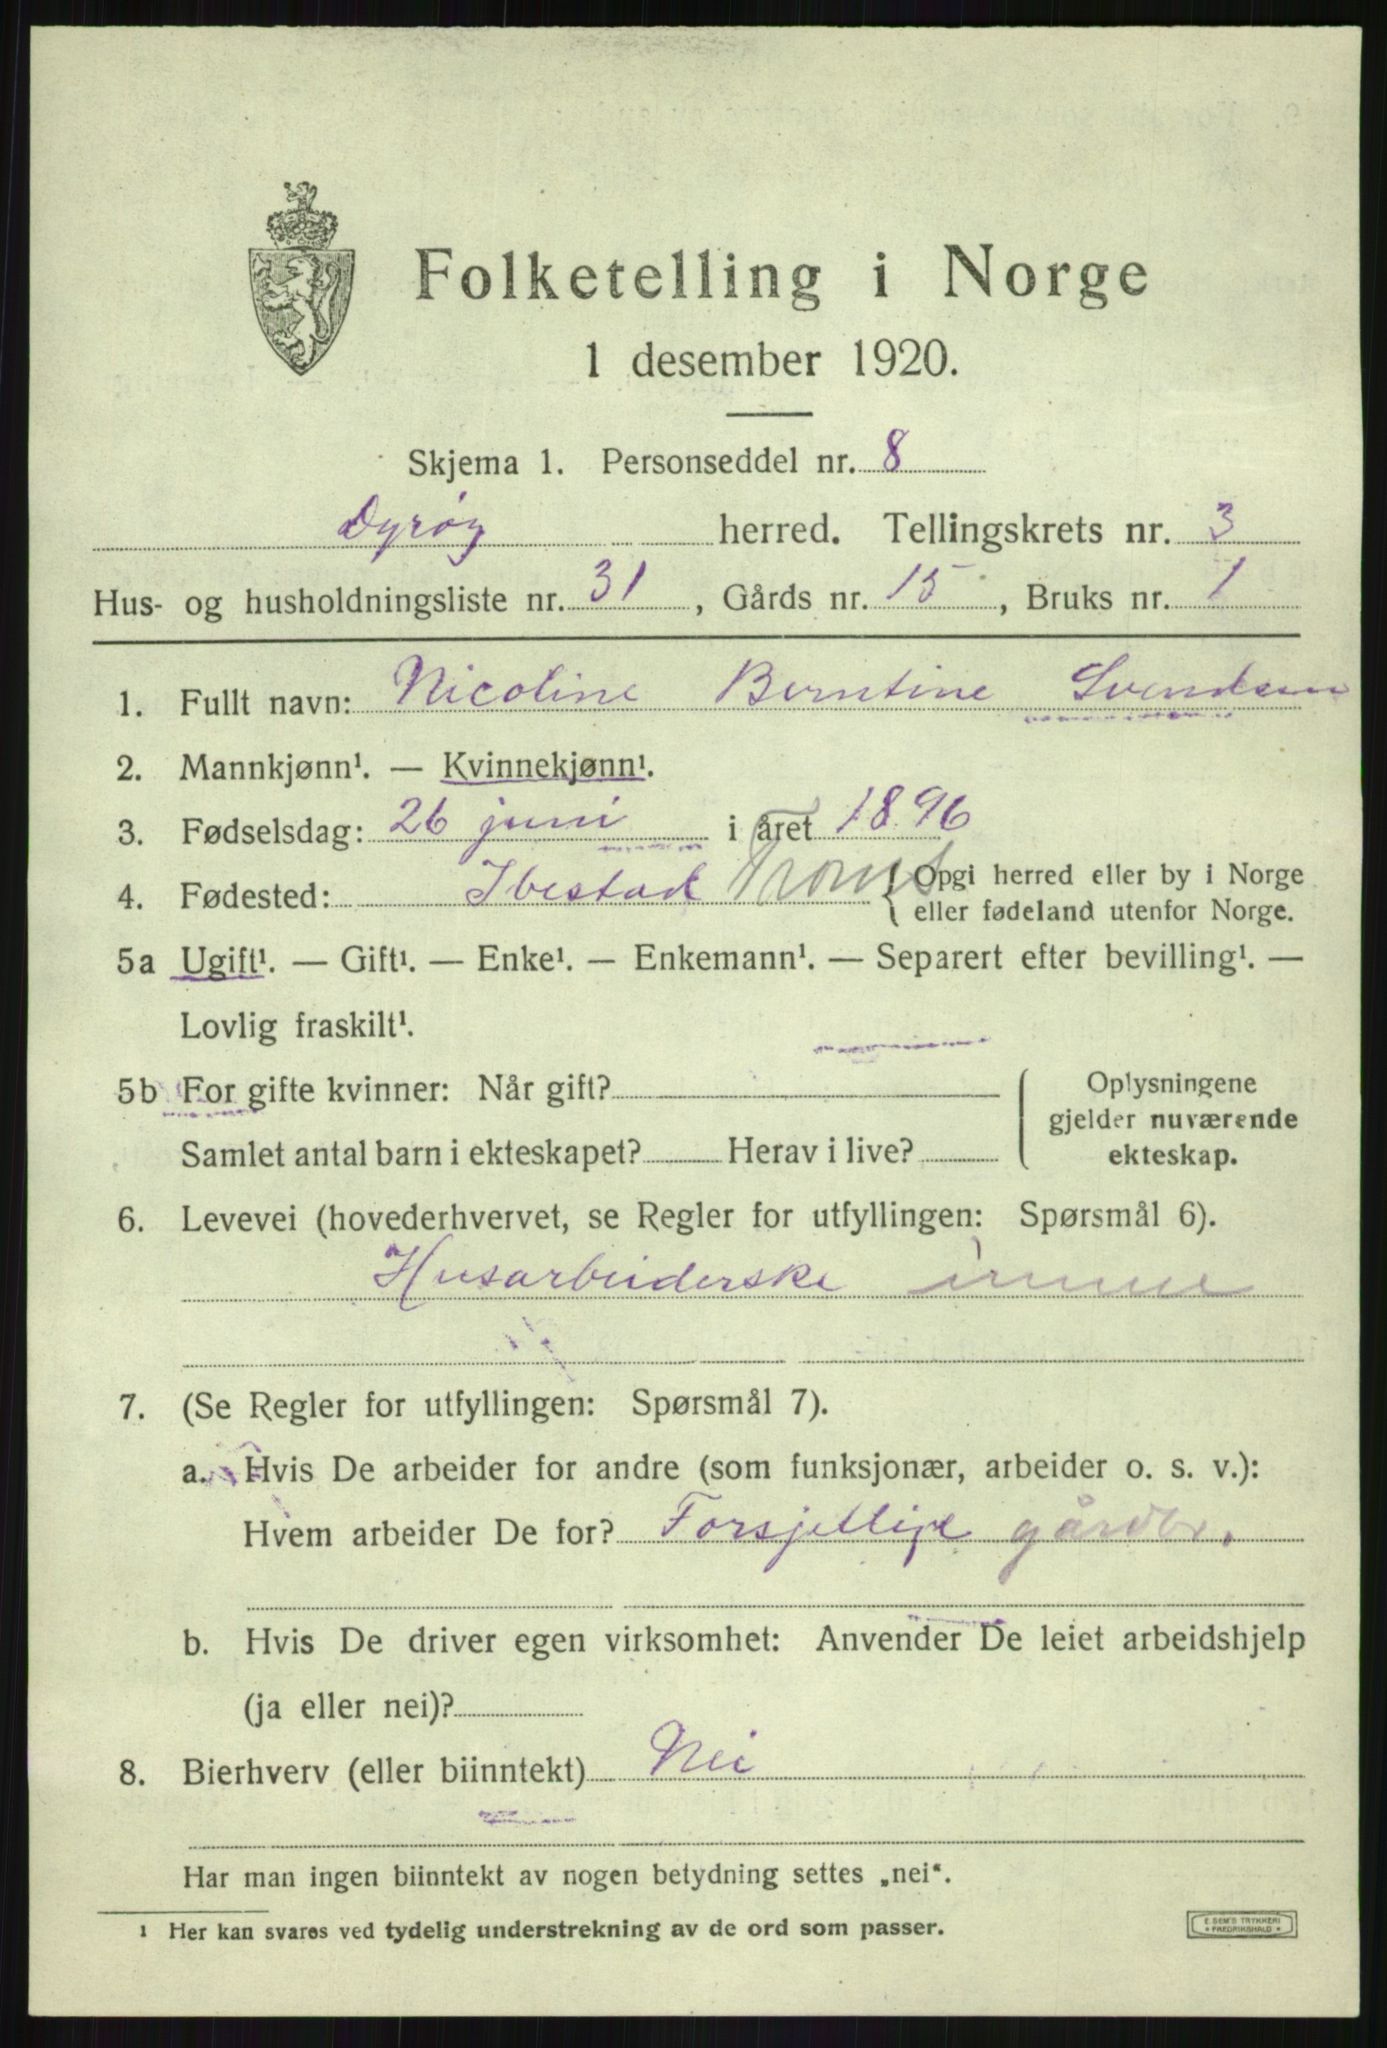 Folketelling i Norge
1 desember 1920.
Skjema 1. Personseddel nr. 8
Dyrøy herred. Tellingskrets nr. 3
Hus- og husholdningsliste nr. 31, Gårds nr. 15, Bruks nr. 1
1. Fullt navn: Nicoline Berntine Svendsen
2. Mannkjønn¹. — Kvinnekjønn¹.
3. Fødselsdag: 26 juni i året 1896
4. Fødested: Ibestad Troms { Opgi herred eller by i Norge
eller fødeland utenfor Norge.
5a Ugift¹. — Gift¹. — Enke¹. — Enkemann¹. — Separert efter bevilling¹. —
Lovlig fraskilt¹.
5b For gifte kvinner: Når gift?
Samlet antal barn i ekteskapet? Herav i live?
Oplysningene
gjelder nuværende
ekteskap.
6. Levevei (hovederhvervet, se Regler for utfyllingen: Spørsmål 6).
Husarbeiderske inne
7. (Se Regler for utfyllingen: Spørsmål 7).
a. Hvis De arbeider for andre (som funksjonær, arbeider o. s. v.):
Hvem arbeider De for? Forsjellige gårdbr.
b. Hvis De driver egen virksomhet: Anvender De leiet arbeidshjelp
(ja eller nei)?
8. Bierhverv (eller biinntekt) Nei
Har man ingen biinntekt av nogen betydning settes „nei“.
1 Her kan svares ved tydelig understrekning av de ord som passer.
E. SEM'S TRYKKERI
FREDRIKSHALD